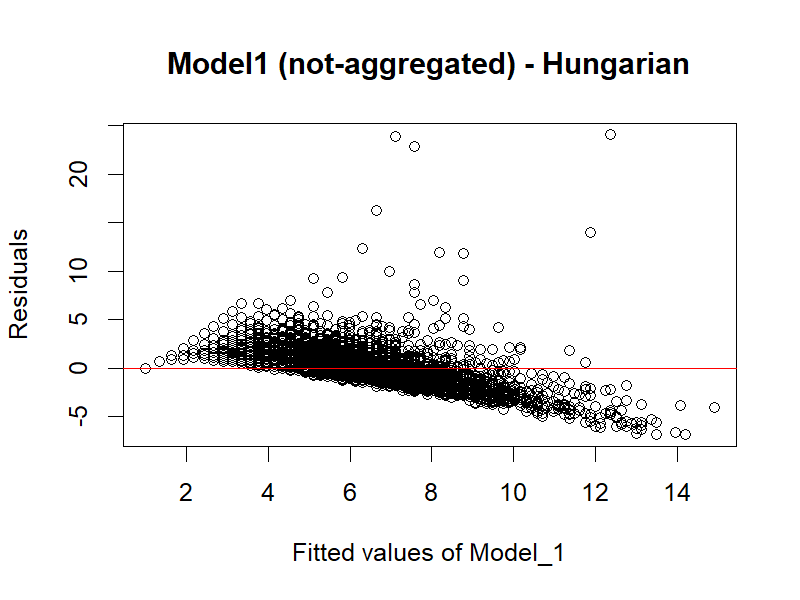 Model1 (not-aggregated) - Hungarian
Residuals
20
10
5
0
-5
2 4 6 8 10 12 14
Fitted values of Model_1